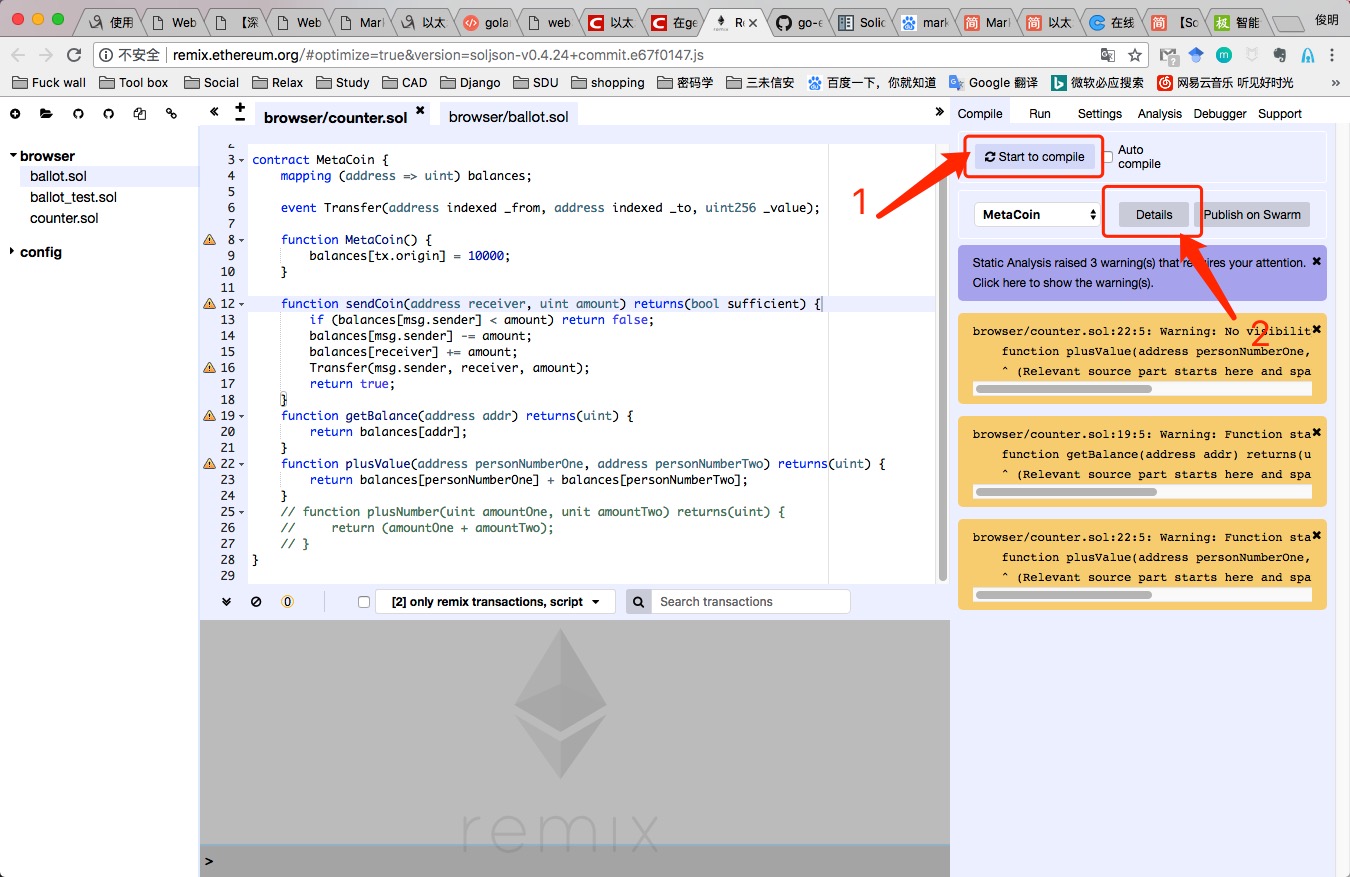 使用
Web
【深
Web
Marl
以太
gola
web
以太
在ge
Re
go-e
Solid
mark
Marl
以太
在线
【Sc
智能
俊明
不安全 remix.ethereum.org/#optimize=true&version=soljson-v0.4.24+commit.e67f0147.js
Fuck wall Tool box Social Relax Study CAD Django SDU shopping 密码学 三未信安 百度一下，你就知道 Google 翻译 微软必应搜索 网易云音乐 听见好时光 »
browser
ballot.sol
ballot_test.sol
counter.sol
config
browser/counter.sol browser/ballot.sol
2
3 contract MetaCoin {
4 mapping (address => uint) balances;
5
6 event Transfer(address indexed _from, address indexed _to, uint256 _value);
7
8 function MetaCoin() {
9 balances[tx.origin] = 10000;
10 }
11
12 function sendCoin(address receiver, uint amount) returns(bool sufficient) {
13 if (balances[msg.sender] < amount) return false;
14 balances[msg.sender] -= amount;
15 balances[receiver] += amount;
16 Transfer(msg.sender, receiver, amount);
17 return true;
18 }
19 function getBalance(address addr) returns(uint) {
20 return balances[addr];
21 }
22 function plusValue(address personNumberOne, address personNumberTwo) returns(uint) {
23 return balances[personNumberOne] + balances[personNumberTwo];
24 }
25 // function plusNumber(uint amountOne, unit amountTwo) returns(uint) {
26 // return (amountOne + amountTwo);
27 // }
28 }
29
0 [2] only remix transactions, script Search transactions
remix
>
Compile Run Settings Analysis Debugger Support
1
Start to compile
Auto compile
MetaCoin Details Publish on Swarm
Static Analysis raised 3 warning(s) that requires your attention.
Click here to show the warning(s).
2
browser/counter.sol:22:5: Warning: No visibilit
function plusValue(address personNumberOne,
^ (Relevant source part starts here and spa
browser/counter.sol:19:5: Warning: Function sta
function getBalance(address addr) returns(u
^ (Relevant source part starts here and spa
browser/counter.sol:22:5: Warning: Function sta
function plusValue(address personNumberOne,
^ (Relevant source part starts here and spa